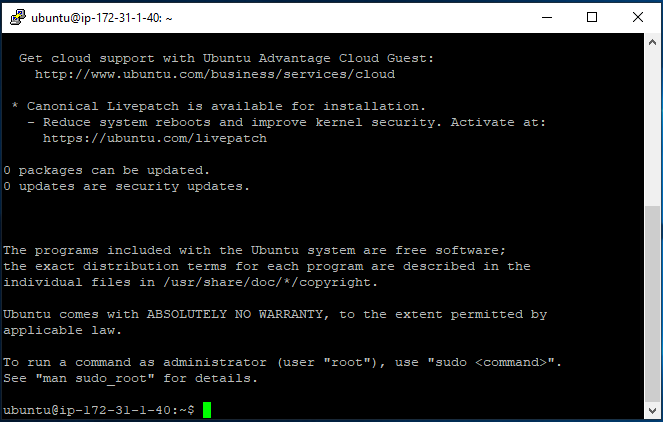 ubuntu@ip-172-31-1-40: ~
Get cloud support with Ubuntu Advantage Cloud Guest:
http://www.ubuntu.com/business/services/cloud
* Canonical Livepatch is available for installation.
- Reduce system reboots and improve kernel security. Activate at:
https://ubuntu.com/livepatch
0 packages can be updated.
0 updates are security updates.
The programs included with the Ubuntu system are free software;
the exact distribution terms for each program are described in the
individual files in /usr/share/doc/*/copyright.
Ubuntu comes with ABSOLUTELY NO WARRANTY, to the extent permitted by
applicable law.
To run a command as administrator (user "root"), use "sudo <command>".
See "man sudo_root" for details.
ubuntu@ip-172-31-1-40:~$